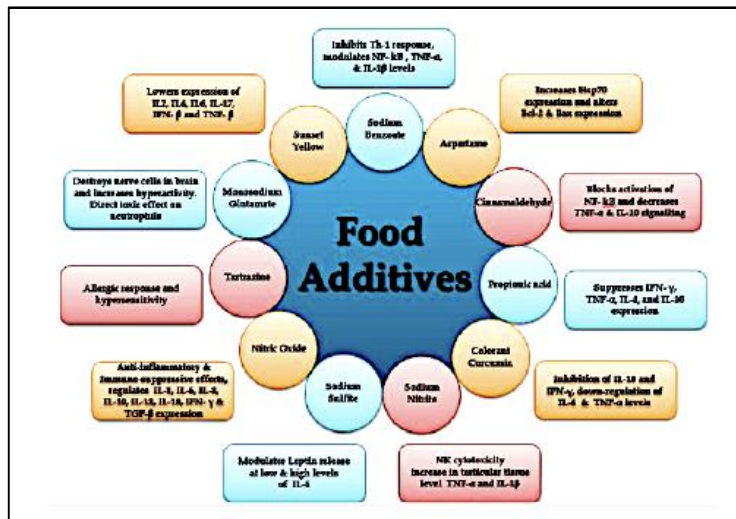 Inhibits Th-1 response,
modulates NF- kB , TNF-α,
& IL-1β levels
Lowers expression of
IL2, IL4, IL6, IL-17,
IFN- β and TNF- β
Increases Hsp70
expression and alters
Bcl-2 & Bax expression
Sunset
Yellow
Sodium
Benzoate
Aspartame
Destroys nerve cells in brain
and increases hyperactivity.
Direct toxic effect on
neutrophils
Monosodium
Glutamate
Cinnamaldehyde
Blocks activation of
NF- kB and decreases
TNF-α & IL-10 signalling
Food
Additives
Allergic response and
hypersensitivity
Tartrazine
Propionic acid
Suppresses IFN- γ,
TNF-α, IL-4, and IL-10
expression
Nitric Oxide
Colorant
Curcumin
Anti-Inflammatory &
Immune-suppressive effects,
regulates IL-1, IL-6, IL-8,
IL-10, IL-12, IL-18, IFN- γ &
TGF-β expression
Sodium
Sulfite
Sodium
Nitrite
Inhibition of IL-10 and
IFN-γ, down-regulation of
IL-6 & TNF-α levels
Modulates Leptin release
at low & high levels
of IL-6
NK cytotoxicity
increase in testicular tissue
level TNF-α and IL-1β